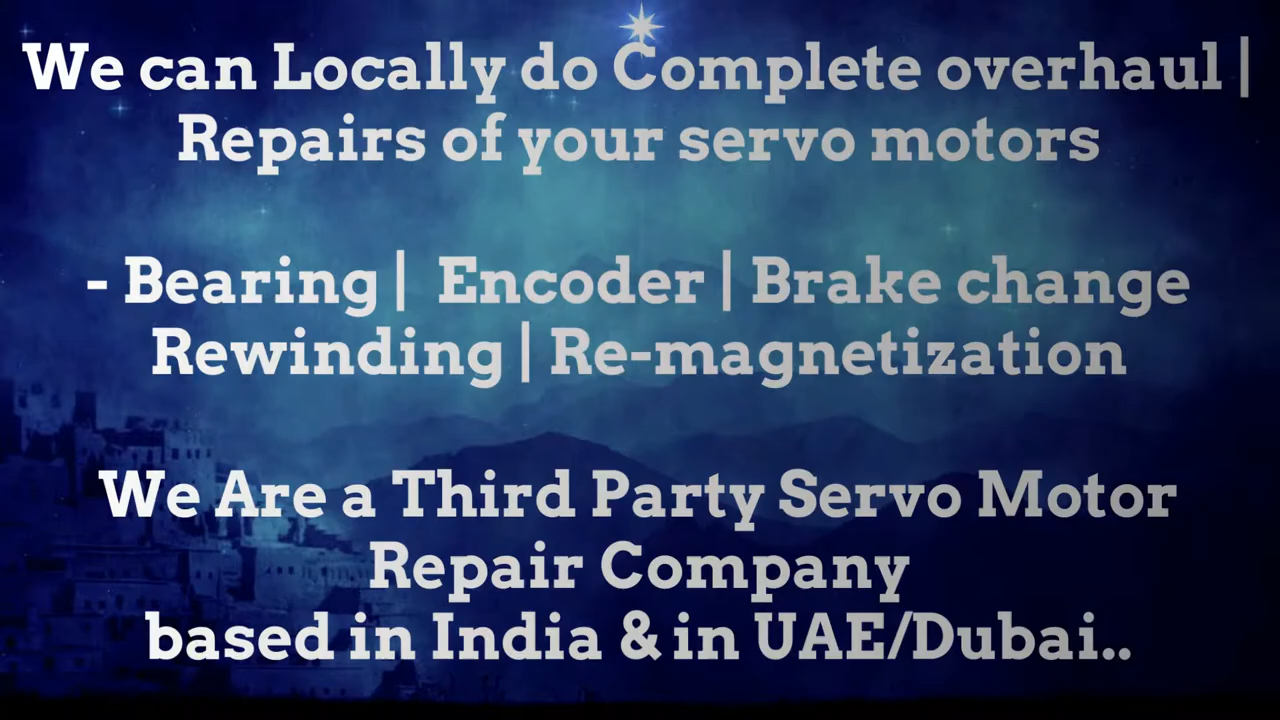 We can Locally do Complete overhaul |
Repairs of your servo motors
- Bearing | Encoder | Brake change
Rewinding | Re-magnetization
We Are a Third Party Servo Motor
Repair Company
based in India & in UAE/Dubai..